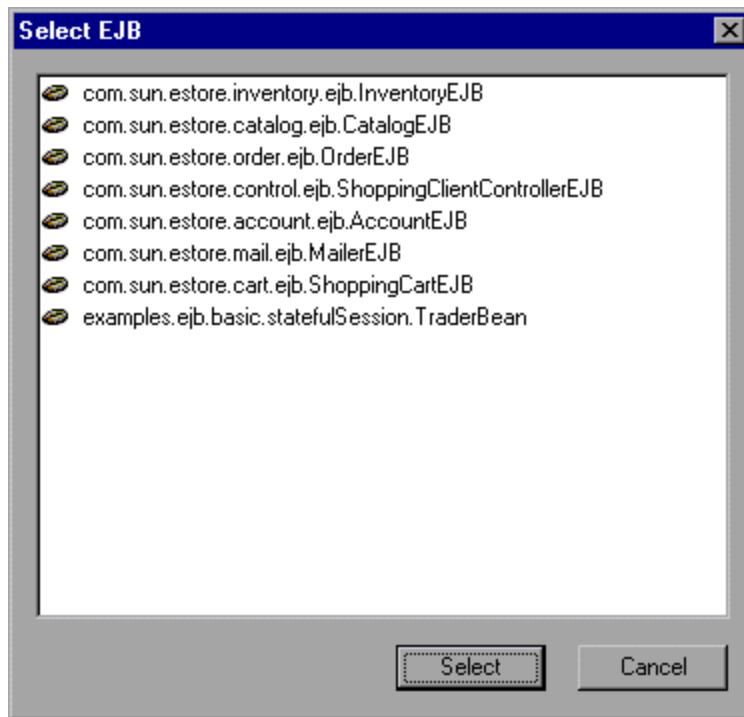 Select EJB
com.sun.estore.inventory.ejb.InventoryEJB
com.sun.estore.catalog.ejb.CatalogEJB
com.sun.estore.order.ejb.OrderEJB
com.sun.estore.control.ejb.ShoppingClientControllerEJB
com.sun.estore.account.ejb.AccountEJB
com.sun.estore.mail.ejb.MailerEJB
com.sun.estore.cart.ejb.ShoppingCartEJB
examples.ejb.basic.statefulSession.TraderBean
Select Cancel